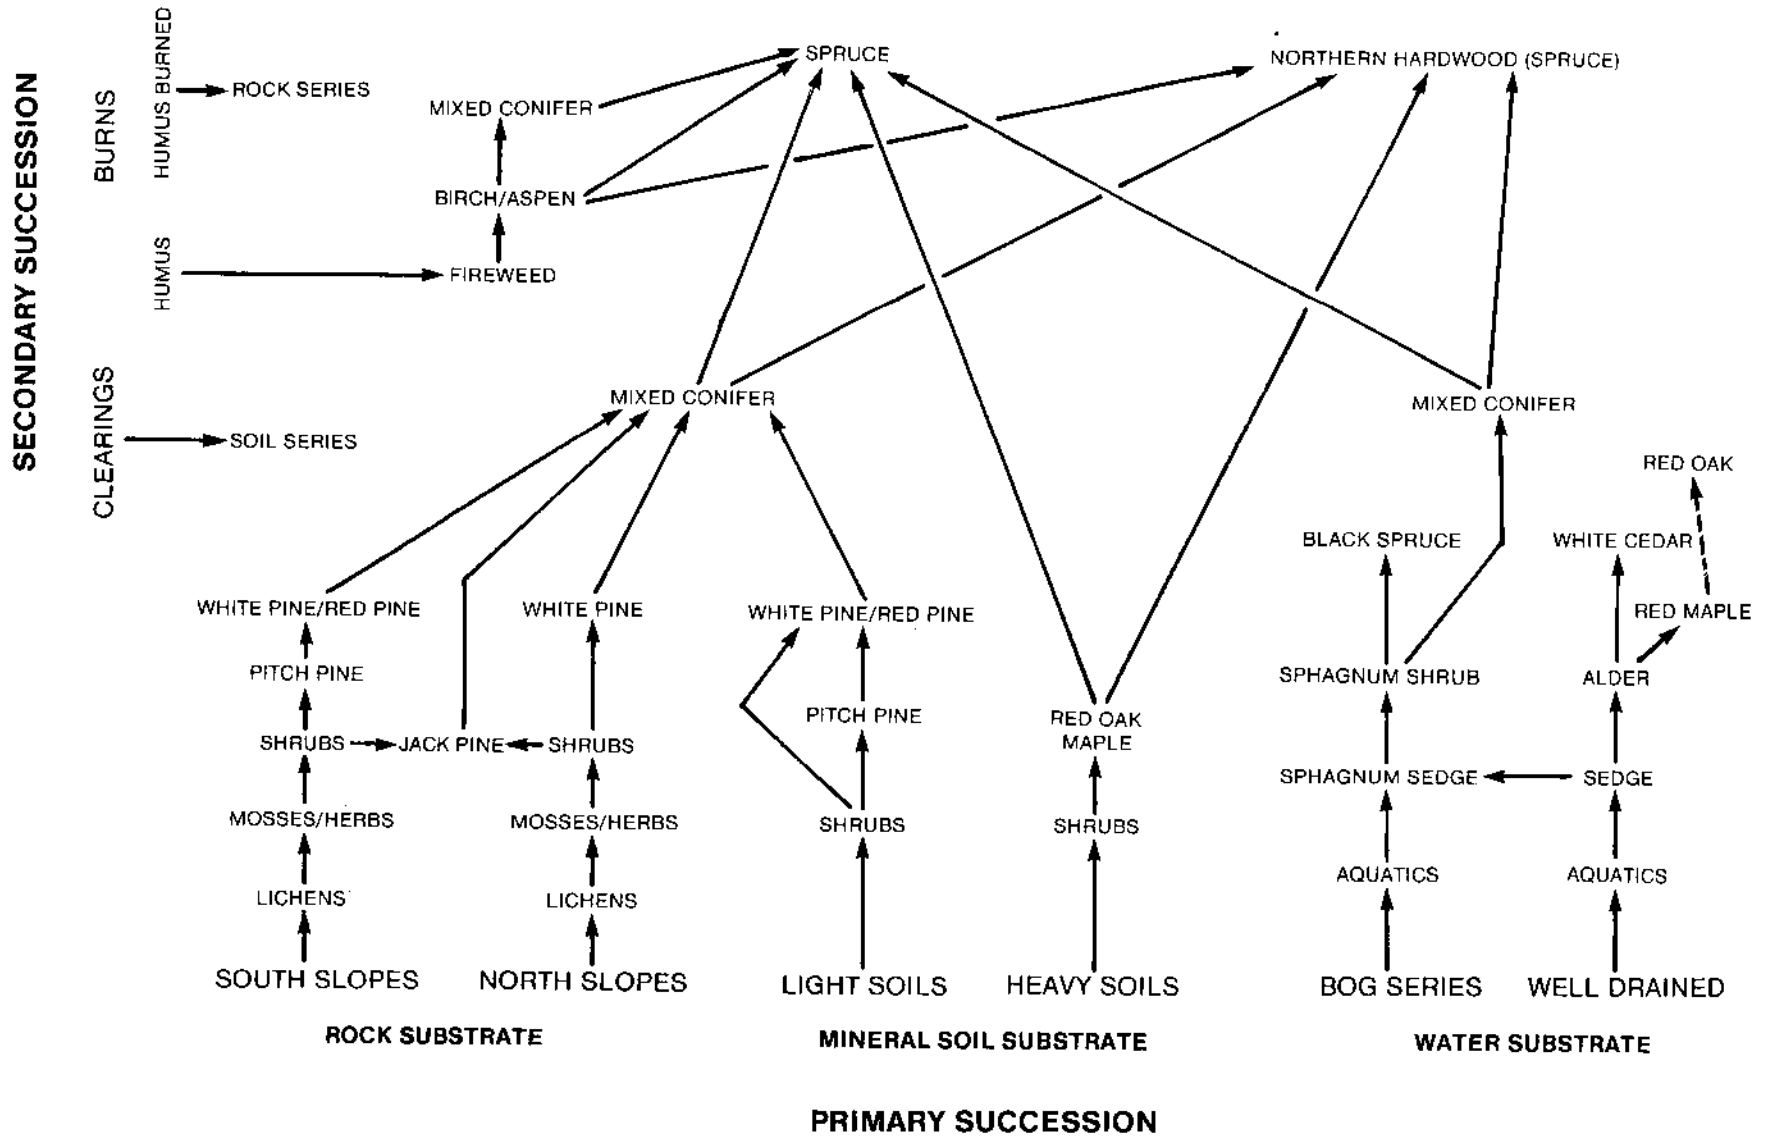 SECONDARY SUCCESSION
BURNS
HUMUS BURNED
ROCK SERIES
HUMUS
FIREWEED
BIRCH/ASPEN
MIXED CONIFER
SPRUCE
NORTHERN HARDWOOD (SPRUCE)
CLEARINGS
SOIL SERIES
MIXED CONIFER
MIXED CONIFER
RED OAK
BLACK SPRUCE
WHITE CEDAR
WHITE PINE/RED PINE
WHITE PINE
WHITE PINE/RED PINE
RED MAPLE
PITCH PINE
SPHAGNUM SHRUB
ALDER
PITCH PINE
RED OAK
MAPLE
SHRUBS
JACK PINE
SHRUBS
SPHAGNUM SEDGE
SEDGE
MOSSES/HERBS
MOSSES/HERBS
SHRUBS
SHRUBS
AQUATICS
AQUATICS
LICHENS
LICHENS
SOUTH SLOPES
NORTH SLOPES
LIGHT SOILS
HEAVY SOILS
BOG SERIES
WELL DRAINED
ROCK SUBSTRATE
MINERAL SOIL SUBSTRATE
WATER SUBSTRATE
PRIMARY SUCCESSION